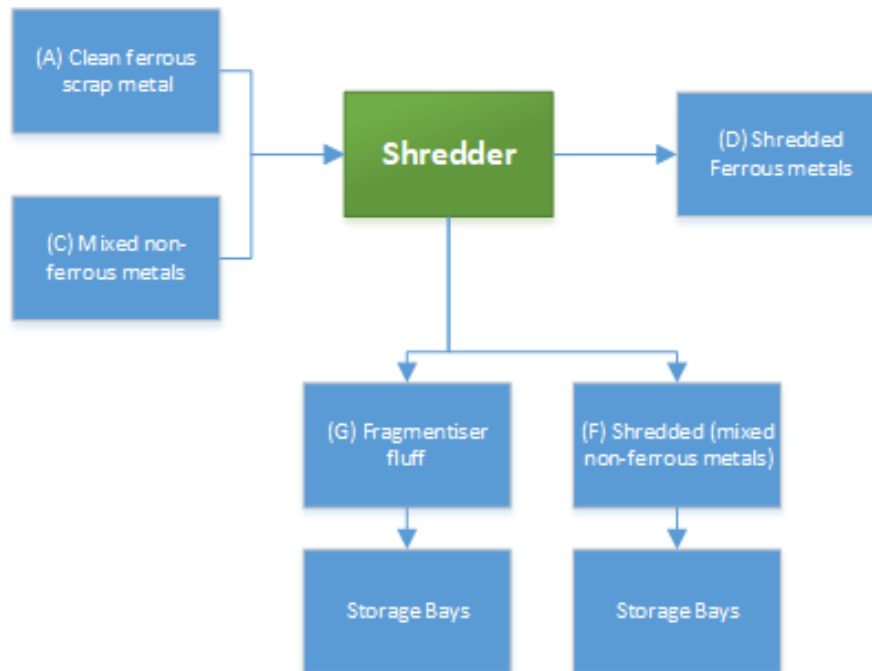 (A) Clean ferrous
scrap metal
Shredder
(D) Shredded
Ferrous metals
(C) Mixed non-
ferrous metals
(G) Fragmentiser
fluff
(F) Shredded (mixed
non-ferrous metals)
Storage Bays
Storage Bays